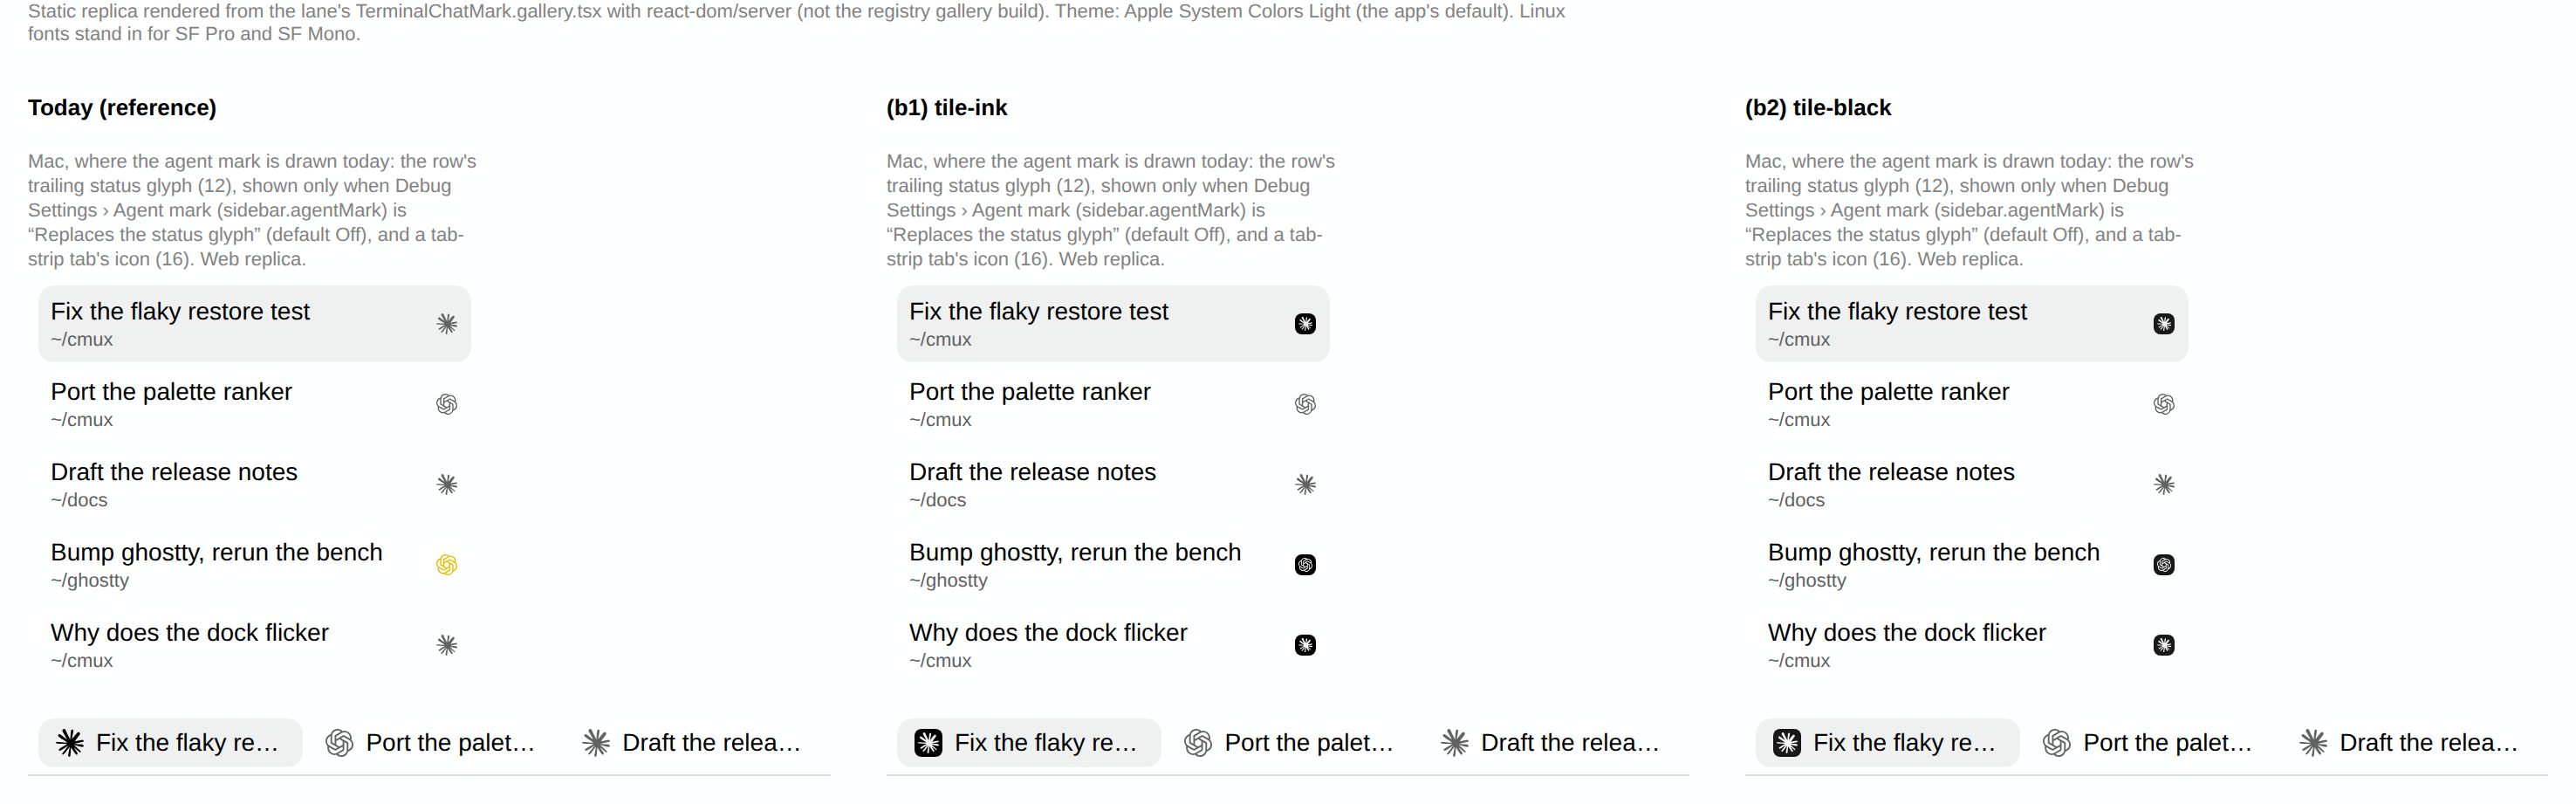 Static replica rendered from the lane's TerminalChatMark.gallery.tsx with react-dom/server (not the registry gallery build). Theme: Apple System Colors Light (the app's default). Linux
fonts stand in for SF Pro and SF Mono.
Today (reference)
Mac, where the agent mark is drawn today: the row's
trailing status glyph (12), shown only when Debug
Settings › Agent mark (sidebar.agentMark) is
“Replaces the status glyph” (default Off), and a tab-
strip tab's icon (16). Web replica.
Fix the flaky restore test
~/cmux
Port the palette ranker
~/cmux
Draft the release notes
~/docs
Bump ghostty, rerun the bench
~/ghostty
Why does the dock flicker
~/cmux
Fix the flaky re…
Port the palet…
Draft the relea…
(b1) tile-ink
Mac, where the agent mark is drawn today: the row's
trailing status glyph (12), shown only when Debug
Settings › Agent mark (sidebar.agentMark) is
“Replaces the status glyph” (default Off), and a tab-
strip tab's icon (16). Web replica.
Fix the flaky restore test
~/cmux
Port the palette ranker
~/cmux
Draft the release notes
~/docs
Bump ghostty, rerun the bench
~/ghostty
Why does the dock flicker
~/cmux
Fix the flaky re…
Port the palet…
Draft the relea…
(b2) tile-black
Mac, where the agent mark is drawn today: the row's
trailing status glyph (12), shown only when Debug
Settings › Agent mark (sidebar.agentMark) is
“Replaces the status glyph” (default Off), and a tab-
strip tab's icon (16). Web replica.
Fix the flaky restore test
~/cmux
Port the palette ranker
~/cmux
Draft the release notes
~/docs
Bump ghostty, rerun the bench
~/ghostty
Why does the dock flicker
~/cmux
Fix the flaky re…
Port the palet…
Draft the relea…